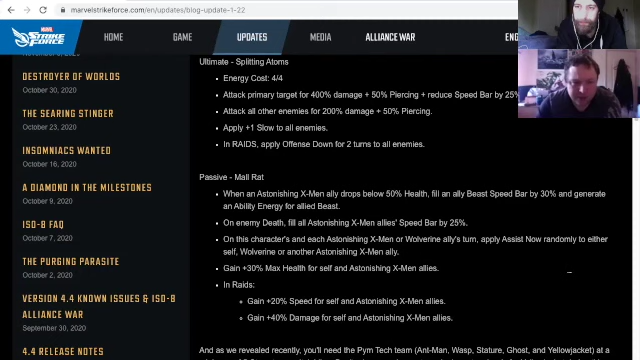 marvelstrikeforce.com/en/updates/blog-update-1-22
MARVEL
STRIKE
FORCE
HOME
GAME
UPDATES
MEDIA
ALLIANCE WAR
ENG
DESTROYER OF WORLDS
October 30, 2020
THE SEARING STINGER
October 23, 2020
INSOMNIACS WANTED
October 16, 2020
A DIAMOND IN THE MILESTONES
October 9, 2020
ISO-8 FAQ
October 7, 2020
THE PURGING PARASITE
October 2, 2020
VERSION 4.4 KNOWN ISSUES & ISO-8
ALLIANCE WAR
September 30, 2020
4.4 RELEASE NOTES
Ultimate - Splitting Atoms
Energy Cost: 4/4
Attack primary target for 400% damage + 50% Piercing + reduce Speed Bar by 25%
Attack all other enemies for 200% damage + 50% Piercing.
Apply +1 Slow to all enemies.
In RAIDS, apply Offense Down for 2 turns to all enemies.
Passive - Mall Rat
When an Astonishing X-Men ally drops below 50% Health, fill an ally Beast Speed Bar by 30% and generate
an Ability Energy for allied Beast.
On enemy Death, fill all Astonishing X-Men allies' Speed Bar by 25%.
On this character's and each Astonishing X-Men or Wolverine ally's turn, apply Assist Now randomly to either
self, Wolverine or another Astonishing X-Men ally.
Gain +30% Max Health for self and Astonishing X-Men allies.
In Raids:
Gain +20% Speed for self and Astonishing X-Men allies.
Gain +40% Damage for self and Astonishing X-Men allies.
And as we revealed recently, you'll need the Pym Tech team (Ant-Man, Wasp, Stature, Ghost, and Yellowjacket) at a